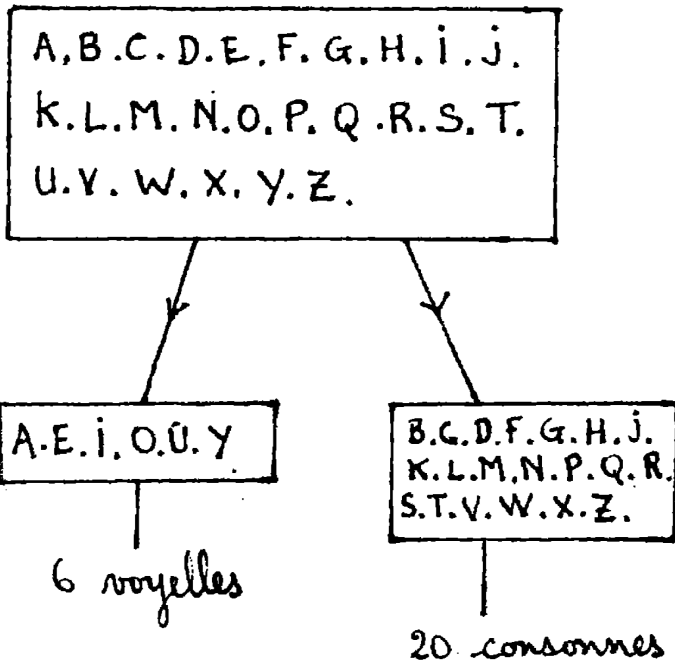 A,B.C.D.E.F.G.H.i.j.
K.L.M.N.O.P.Q.R.S.T.
U.V.W.X.Y.Z.
A.E.i.O.U.Y
6 voyelles
B.C.D.F.G.H.j.
K.L.M.N.P.Q.R.
S.T.V.W.X.Z.
20 consonnes